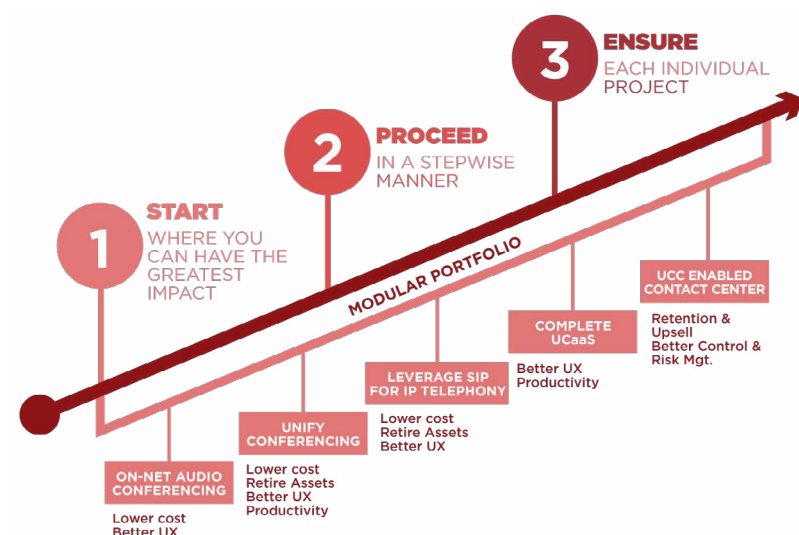 1
START
WHERE YOU
CAN HAVE THE
GREATEST
IMPACT
2
PROCEED
IN A STEPWISE
MANNER
3
ENSURE
EACH INDIVIDUAL
PROJECT
MODULAR PORTFOLIO
ON-NET AUDIO
CONFERENCING
Lower cost
Better UX
UNIFY
CONFERENCING
Lower cost
Retire Assets
Better UX
Productivity
LEVERAGE SIP
FOR IP TELEPHONY
Lower cost
Retire Assets
Better UX
COMPLETE
UCaaS
Better UX
Productivity
UCC ENABLED
CONTACT CENTER
Retention &
Upsell
Better Control &
Risk Mgt.